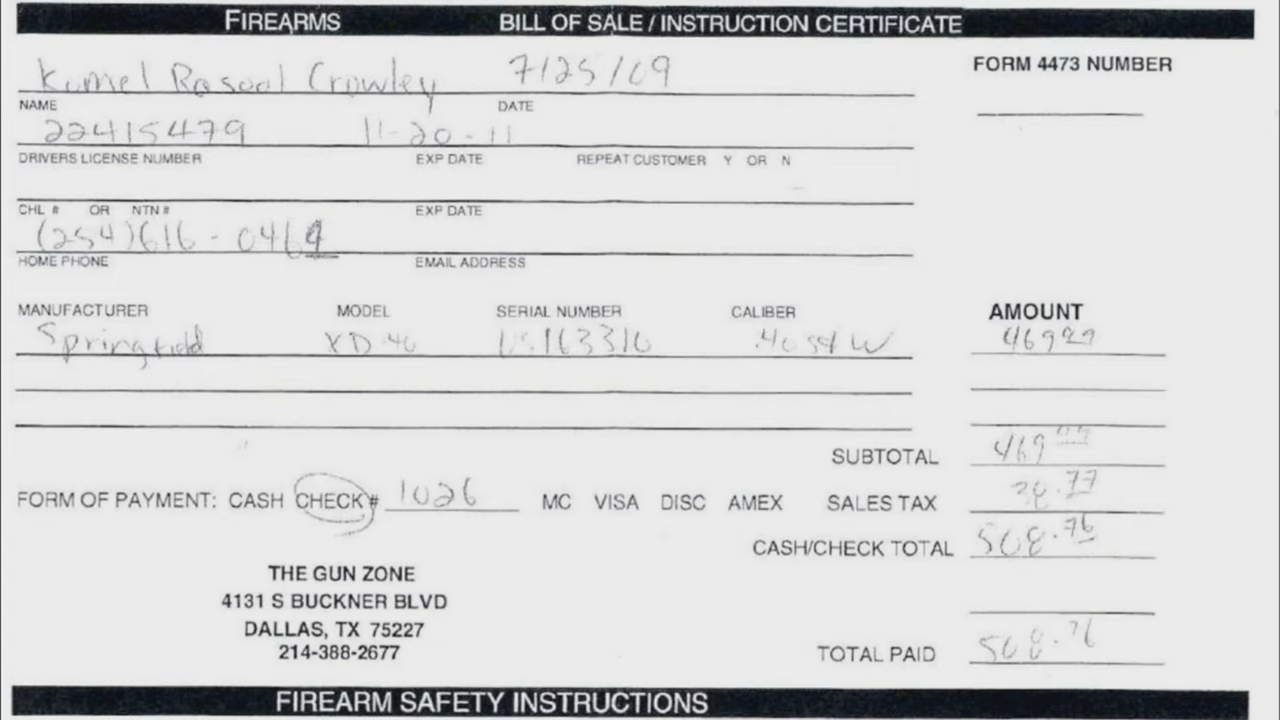 FIREARMS BILL OF SALE / INSTRUCTION CERTIFICATE
Kamel Rasool Crowley 7/25/09
FORM 4473 NUMBER
NAME DATE
22415479 11-20-11
DRIVERS LICENSE NUMBER EXP DATE REPEAT CUSTOMER Y OR N
CHL # OR NTN # EXP DATE
(254)616-0464
HOME PHONE EMAIL ADDRESS
MANUFACTURER MODEL SERIAL NUMBER CALIBER AMOUNT
Springfield XD 40 US163316 .40 S&W 469
SUBTOTAL 469
FORM OF PAYMENT: CASH CHECK # 1026 MC VISA DISC AMEX SALES TAX .77
CASH/CHECK TOTAL 508.76
THE GUN ZONE
4131 S BUCKNER BLVD
DALLAS, TX 75227
214-388-2677
TOTAL PAID 508.76
FIREARM SAFETY INSTRUCTIONS